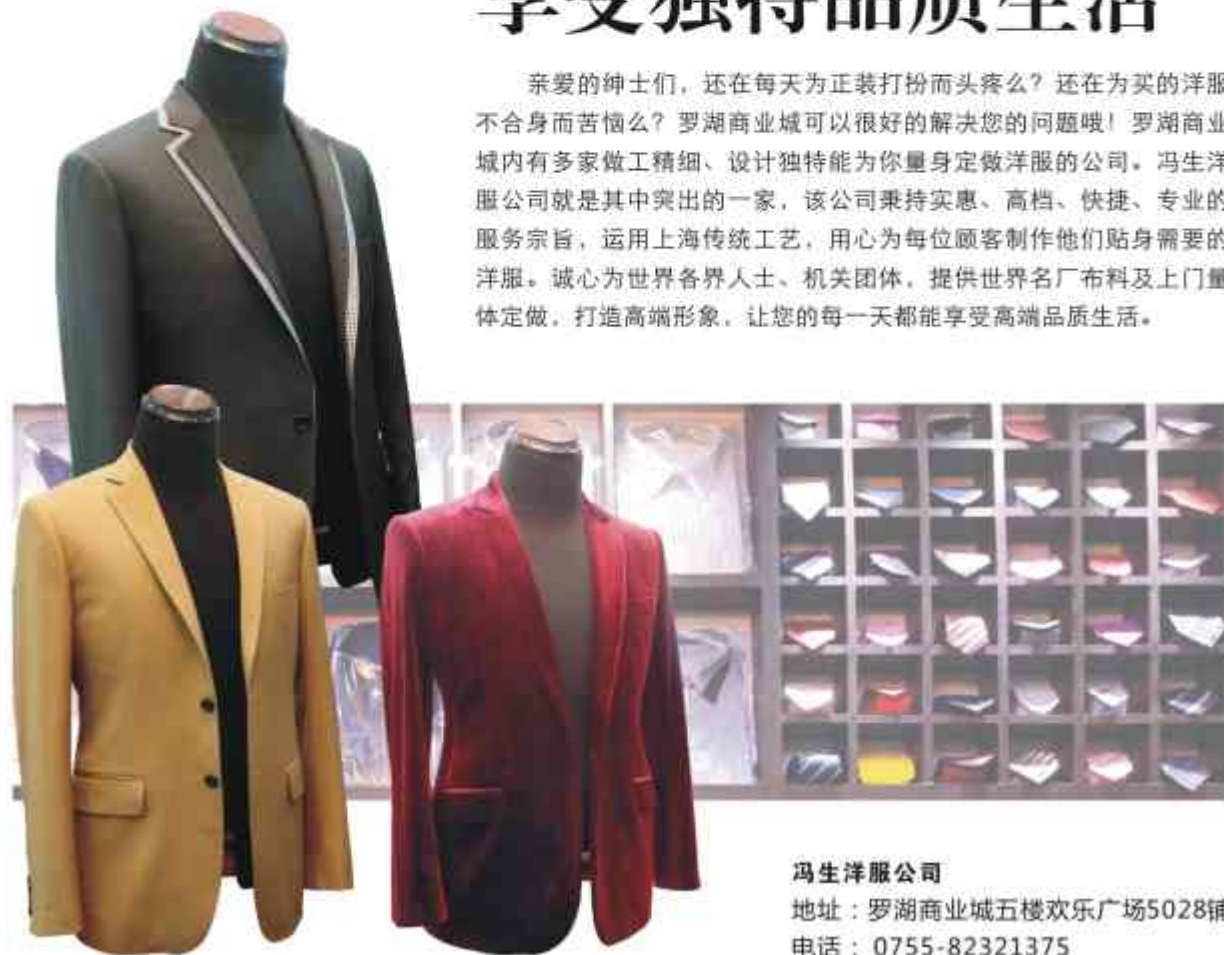 享受独特品质生活
亲爱的绅士们，还在每天为正装打扮而头疼么？还在为买的洋服
不合身而苦恼么？罗湖商业城可以很好的解决您的问题哦！罗湖商业
城内有多家做工精细、设计独特能为你量身定做洋服的公司。冯生洋
服公司就是其中突出的一家，该公司秉持实惠、高档、快捷、专业的
服务宗旨，运用上海传统工艺，用心为每位顾客制作他们贴身需要的
洋服。诚心为世界各界人士、机关团体，提供世界名厂布料及上门量
体定做，打造高端形象，让您的每一天都能享受高端品质生活。
冯生洋服公司
地址：罗湖商业城五楼欢乐广场5028铺
电话：0755-82321375